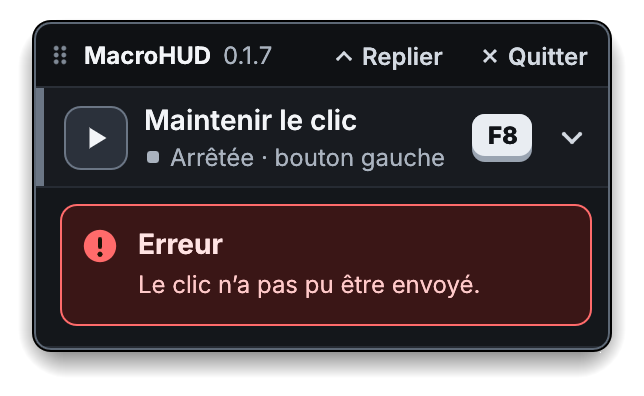 MacroHUD 0.1.7 Replier Quitter
Maintenir le clic
Arrêtée · bouton gauche
F8
Erreur
Le clic n’a pas pu être envoyé.